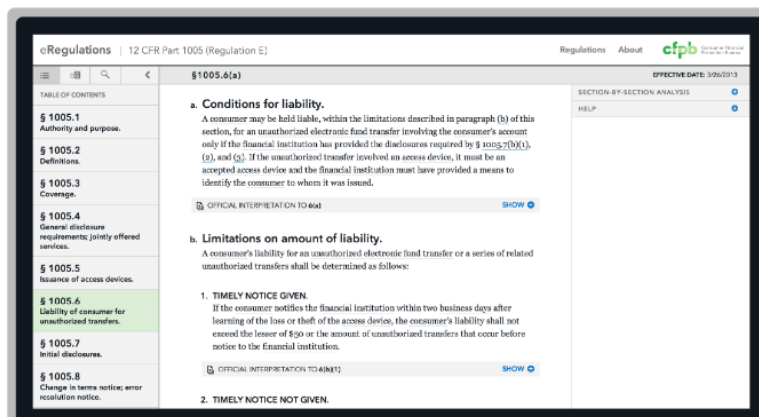 eRegulations | 12 CFR Part 1005 (Regulation E)
Regulations About
cfpb Consumer Financial
Protection Bureau
§1005.6(a)
EFFECTIVE DATE: 3/26/2013
TABLE OF CONTENTS
§ 1005.1
Authority and purpose.
§ 1005.2
Definitions.
§ 1005.3
Coverage.
§ 1005.4
General disclosure
requirements; jointly offered
services.
§ 1005.5
Issuance of access devices.
§ 1005.6
Liability of consumer for
unauthorized transfers.
§ 1005.7
Initial disclosures.
§ 1005.8
Change in terms notice; error
resolution notice.
a. Conditions for liability.
A consumer may be held liable, within the limitations described in paragraph (b) of this
section, for an unauthorized electronic fund transfer involving the consumer's account
only if the financial institution has provided the disclosures required by § 1005.7(b)(1),
(2), and (3). If the unauthorized transfer involved an access device, it must be an
accepted access device and the financial institution must have provided a means to
identify the consumer to whom it was issued.
OFFICIAL INTERPRETATION TO 6(a) SHOW
b. Limitations on amount of liability.
A consumer's liability for an unauthorized electronic fund transfer or a series of related
unauthorized transfers shall be determined as follows:
1. TIMELY NOTICE GIVEN.
If the consumer notifies the financial institution within two business days after
learning of the loss or theft of the access device, the consumer's liability shall not
exceed the lesser of $50 or the amount of unauthorized transfers that occur before
notice to the financial institution.
OFFICIAL INTERPRETATION TO 6(b)(1) SHOW
2. TIMELY NOTICE NOT GIVEN.
SECTION-BY-SECTION ANALYSIS
HELP